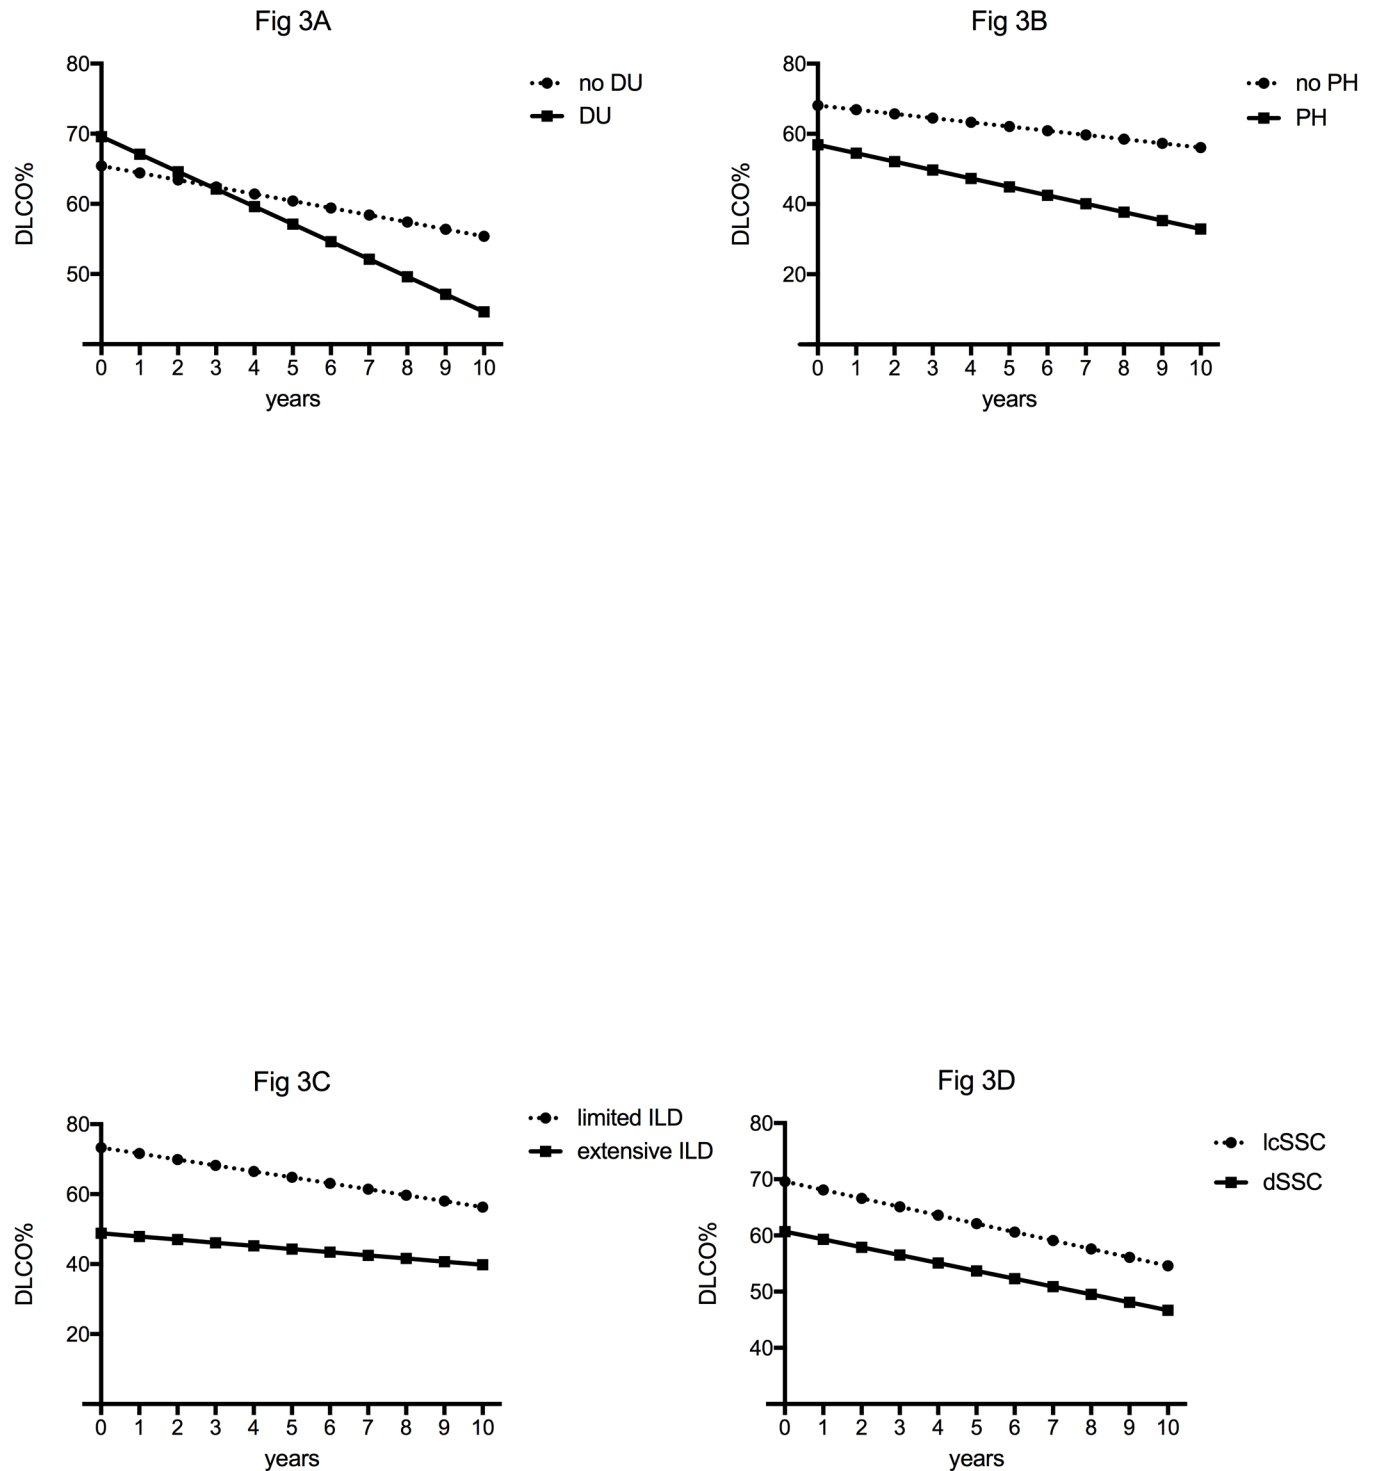 Fig 3A
80
70
60
50
DLCO%
0 1 2 3 4 5 6 7 8 9 10
years
no DU
DU
Fig 3B
80
60
40
20
DLCO%
0 1 2 3 4 5 6 7 8 9 10
years
no PH
PH
Fig 3C
80
60
40
20
DLCO%
0 1 2 3 4 5 6 7 8 9 10
years
limited ILD
extensive ILD
Fig 3D
80
70
60
50
40
DLCO%
0 1 2 3 4 5 6 7 8 9 10
years
lcSSC
dSSC